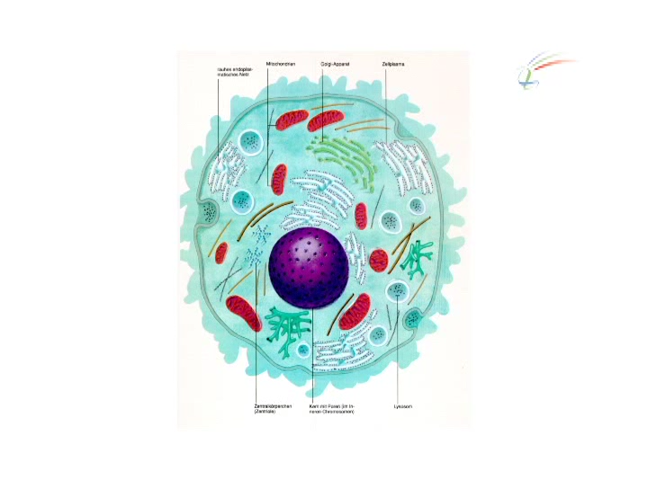 rauhes endoplas-
matisches Netz
Mitochondrien
Golgi-Apparat
Zellplasma
Zentralkörperchen
(Zentriole)
Kern mit Poren (im In-
neren Chromosomen)
Lysosom